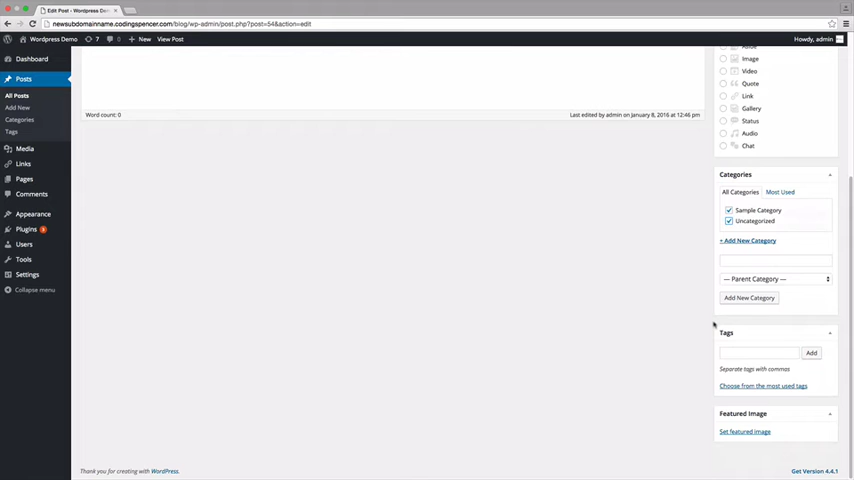 Edit Post ‹ Wordpress Demo
newsubdomainname.codingspencer.com/blog/wp-admin/post.php?post=54&action=edit
Wordpress Demo 7 0 New View Post Howdy, admin
Dashboard
Posts
All Posts
Add New
Categories
Tags
Media
Links
Pages
Comments
Appearance
Plugins
Users
Tools
Settings
Collapse menu
Word count: 0
Last edited by admin on January 8, 2016 at 12:46 pm
Aside
Image
Video
Quote
Link
Gallery
Status
Audio
Chat
Categories
All Categories Most Used
Sample Category
Uncategorized
+ Add New Category
— Parent Category —
Add New Category
Tags
Add
Separate tags with commas
Choose from the most used tags
Featured Image
Set featured image
Thank you for creating with WordPress.
Get Version 4.4.1